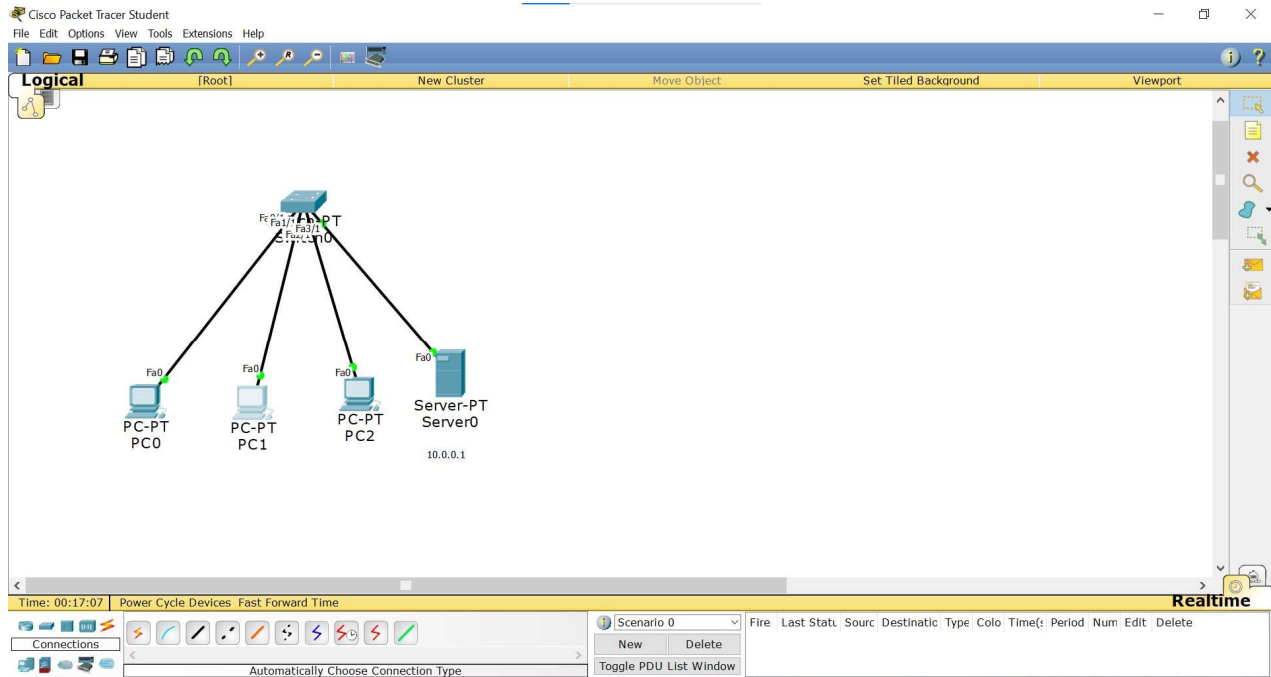 Cisco Packet Tracer Student
File Edit Options View Tools Extensions Help
Logical [Root] New Cluster Move Object Set Tiled Background Viewport
Fa1/1
Fa3/1
PT
Fa0
Fa0
Fa0
Fa0
PC-PT
PC0
PC-PT
PC1
PC-PT
PC2
Server-PT
Server0
10.0.0.1
Time: 00:17:07 Power Cycle Devices Fast Forward Time Realtime
Connections
Automatically Choose Connection Type
Scenario 0
New Delete
Toggle PDU List Window
Fire Last Statu Sourc Destinatic Type Colo Time(s Period Num Edit Delete